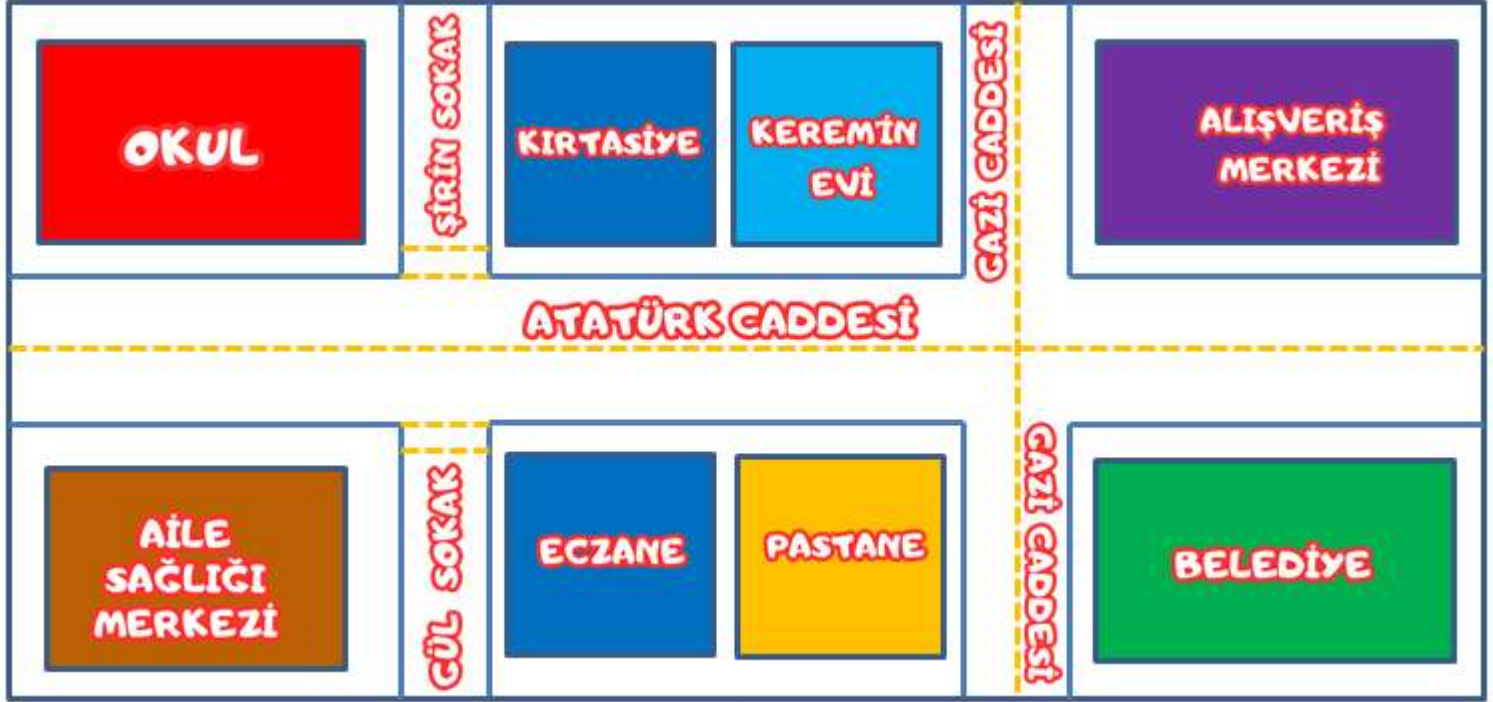 OKUL
ŞİRİN SOKAK
KIRTASİYE
KEREMİN
EVİ
GAZİ CADDESİ
ALIŞVERİŞ
MERKEZİ
ATATÜRK CADDESİ
AİLE
SAĞLIĞI
MERKEZİ
GÜL SOKAK
ECZANE
PASTANE
GAZİ CADDESİ
BELEDİYE